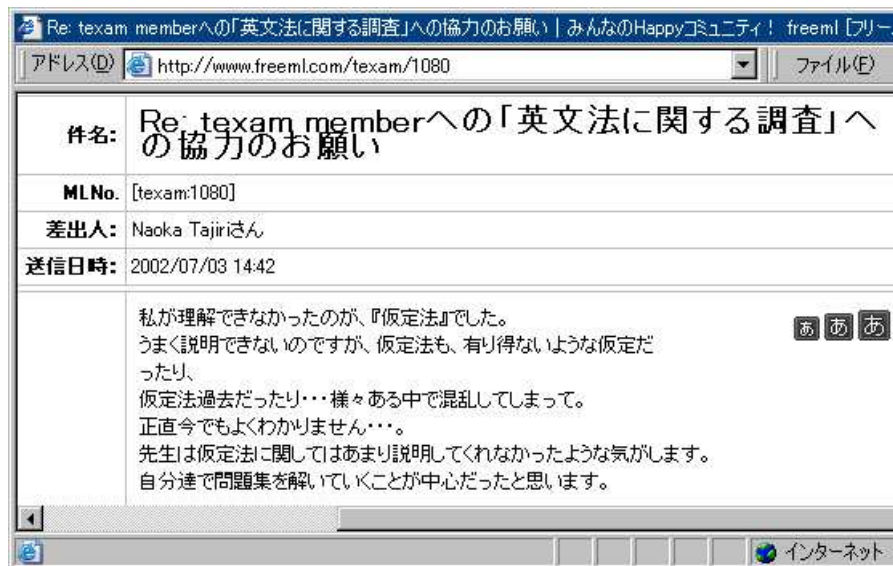 Re: texam memberへの「英文法に関する調査」への協力のお願い | みんなのHappyコミュニティ! freeml [フリー
アドレス(D) http://www.freeml.com/texam/1080 ファイル(F)
件名: Re: texam memberへの「英文法に関する調査」へ
の協力のお願い
MLNo. [texam:1080]
差出人: Naoka Tajiriさん
送信日時: 2002/07/03 14:42
私が理解できなかったのが、『仮定法』でした。
あ あ あ
うまく説明できないのですが、仮定法も、有り得ないような仮定だ
ったり、
仮定法過去だったり・・・様々ある中で混乱してしまって。
正直今でもよくわかりません・・・。
先生は仮定法に関してはあまり説明してくれなかったような気がします。
自分達で問題集を解いていくことが中心だったと思います。
インターネット